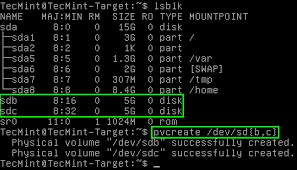 TecMint@TecMint-Target:~$ lsblk
NAME MAJ:MIN RM SIZE RO TYPE MOUNTPOINT
sda 8:0 0 15G 0 disk
├─sda1 8:1 0 3G 0 part /
├─sda2 8:2 0 1K 0 part
├─sda5 8:5 0 1.3G 0 part /var
├─sda6 8:6 0 2G 0 part [SWAP]
├─sda7 8:7 0 307M 0 part /tmp
└─sda8 8:8 0 8.4G 0 part /home
sdb 8:16 0 5G 0 disk
sdc 8:32 0 5G 0 disk
sr0 11:0 1 1024M 0 rom
TecMint@TecMint-Target:~$ pvcreate /dev/sd{b,c}
Physical volume "/dev/sdb" successfully created.
Physical volume "/dev/sdc" successfully created.
TecMint@TecMint-Target:~$ _